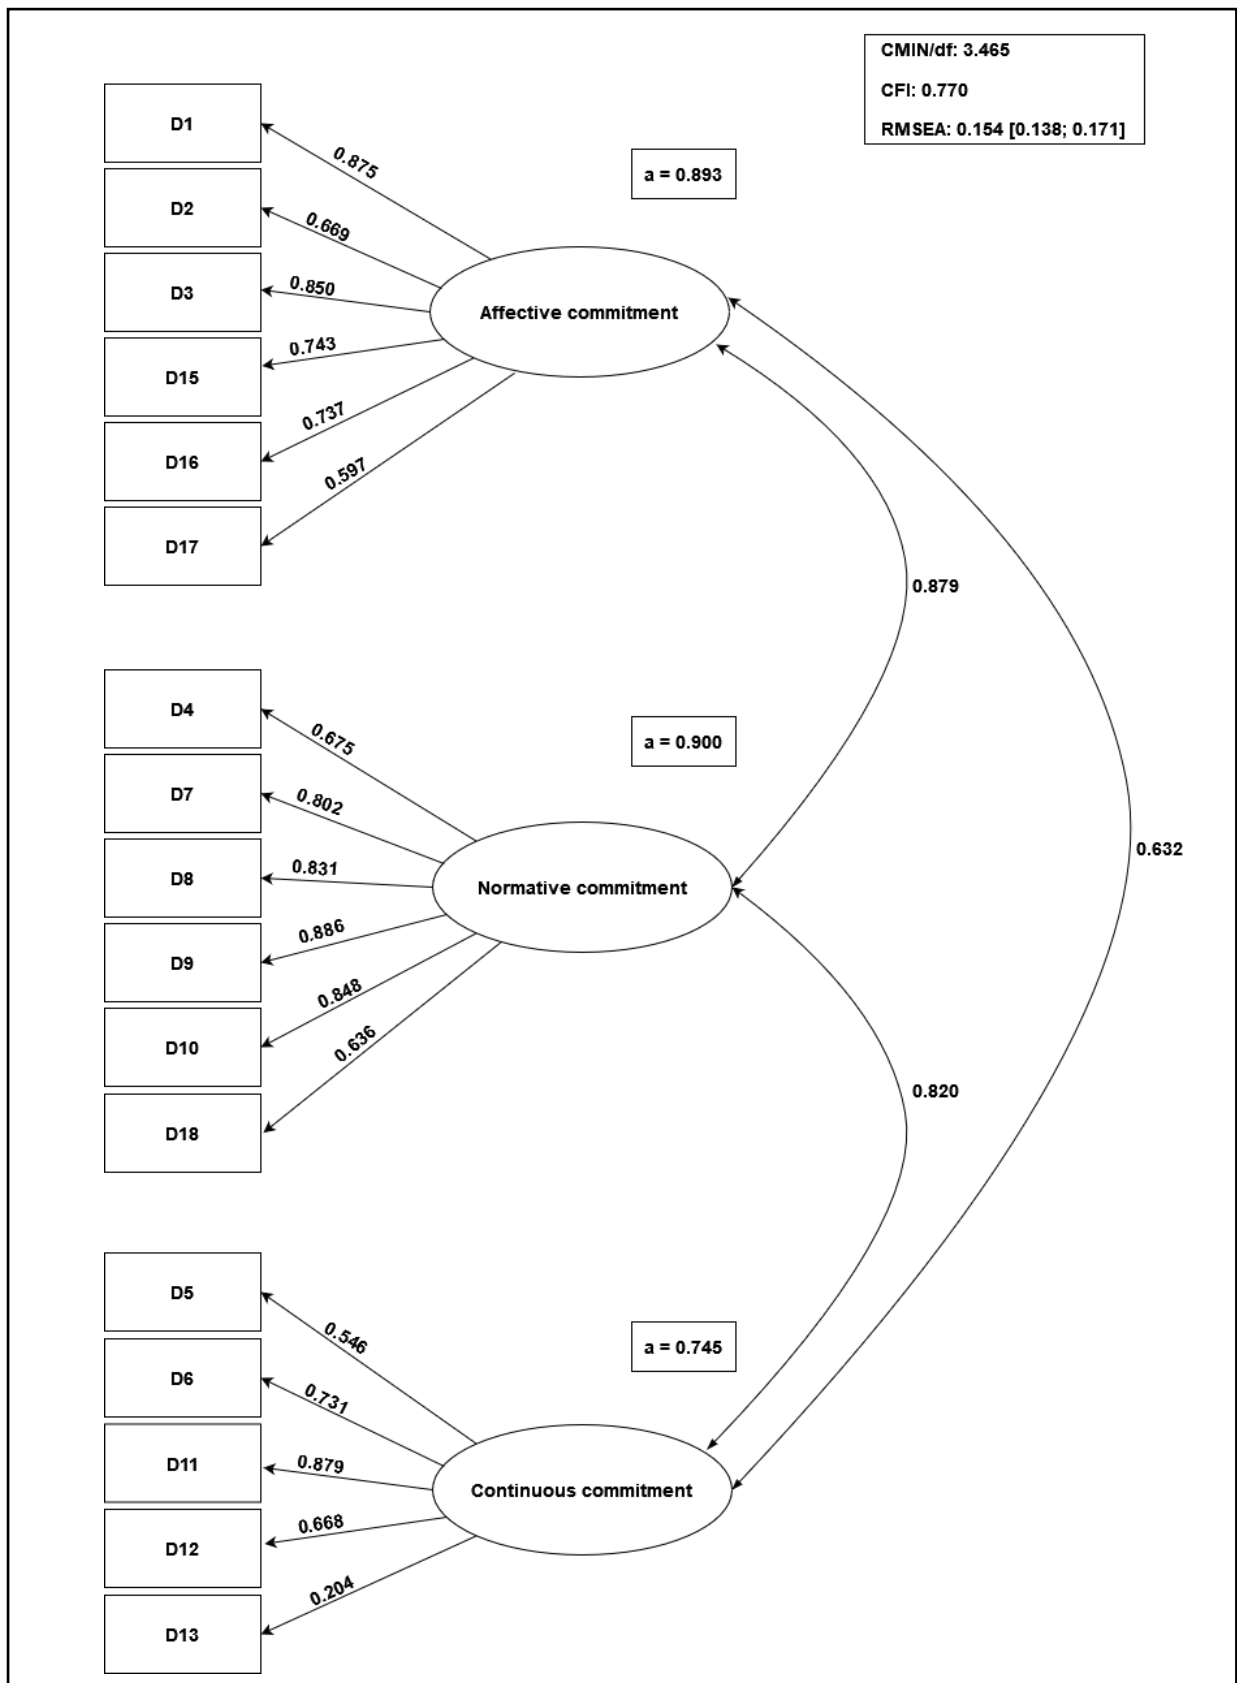 CMIN/df: 3.465
CFI: 0.770
RMSEA: 0.154 [0.138; 0.171]
D1
0.875
a = 0.893
D2
0.669
D3
0.850
Affective commitment
D15
0.743
D16
0.737
D17
0.597
0.879
D4
0.675
a = 0.900
D7
0.802
D8
0.831
Normative commitment
0.632
D9
0.886
D10
0.848
D18
0.636
0.820
D5
0.546
a = 0.745
D6
0.731
D11
0.879
Continuous commitment
D12
0.668
D13
0.204